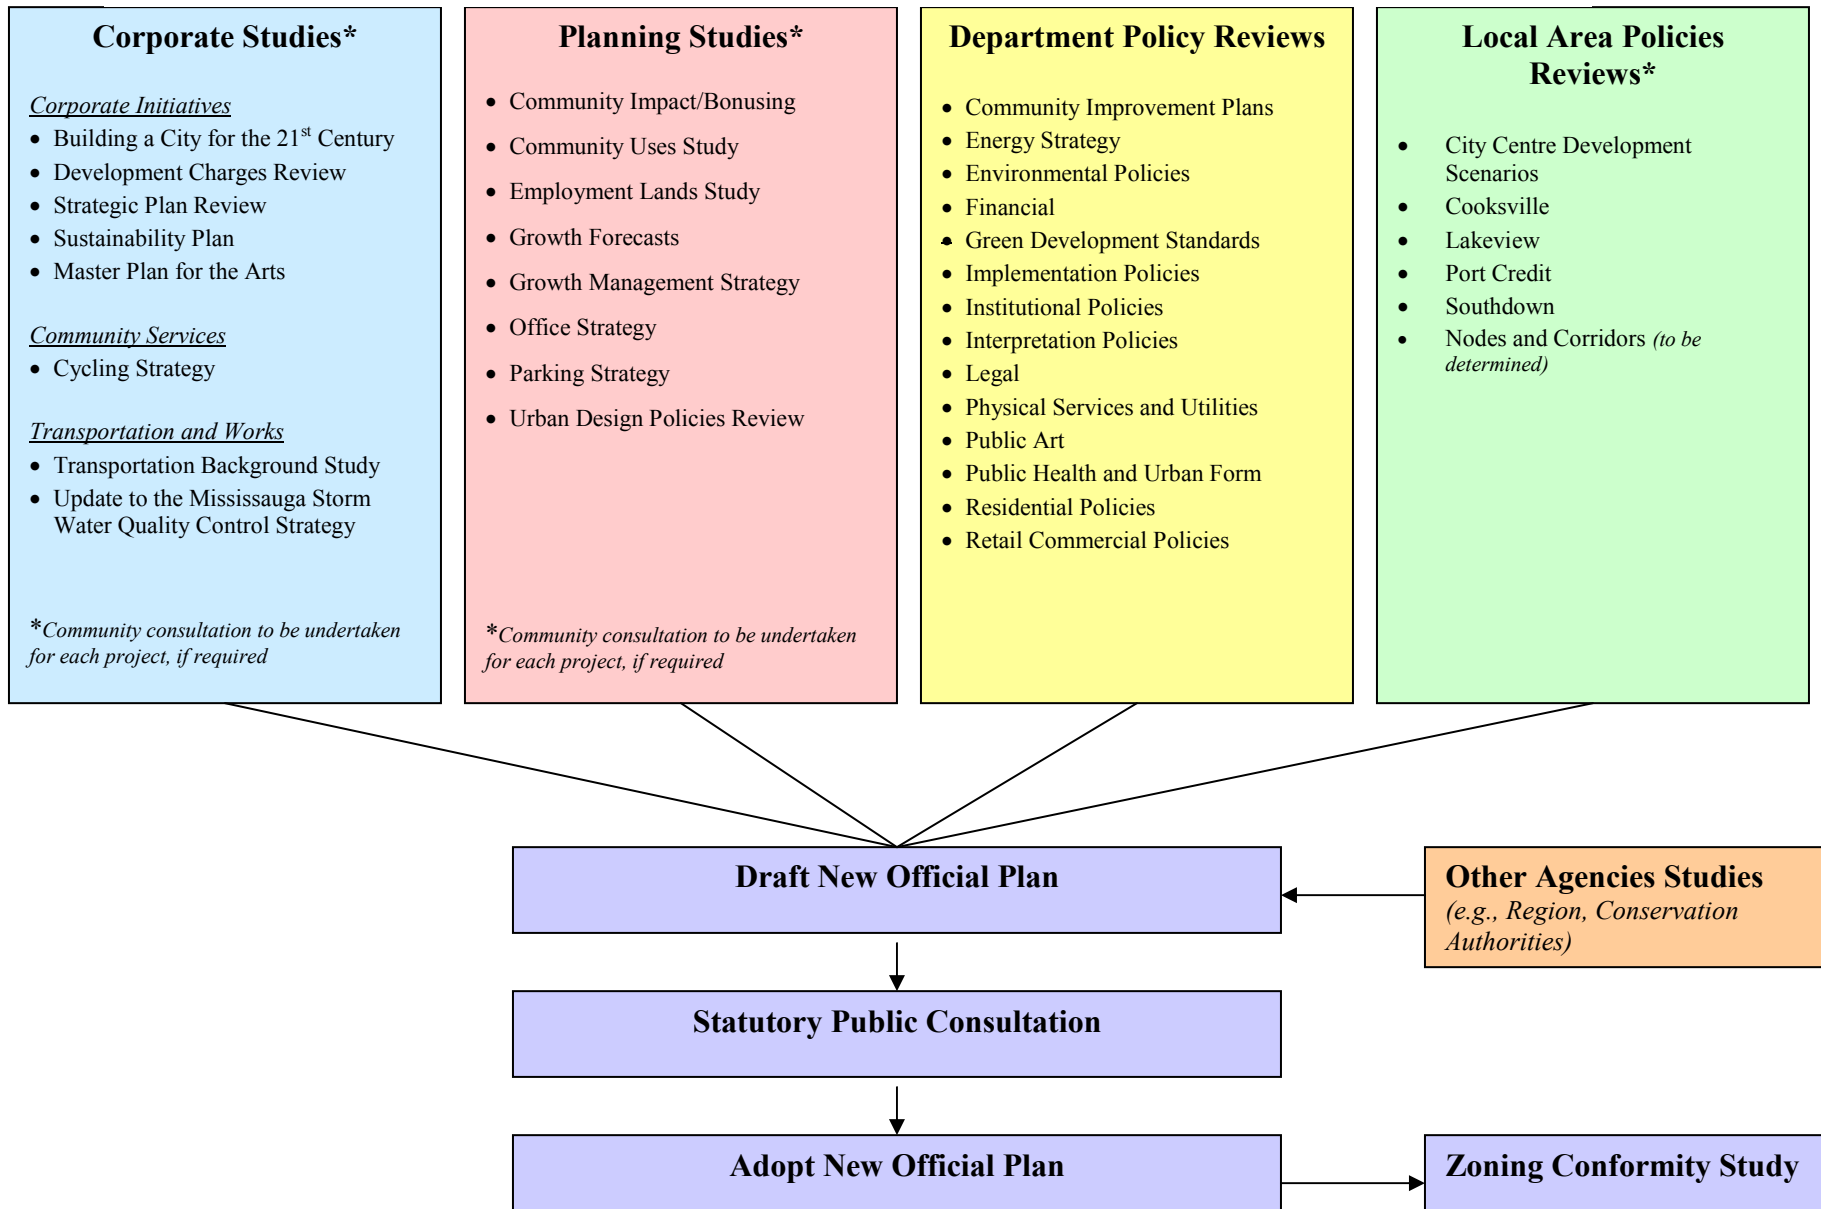 Corporate Studies*
Corporate Initiatives
• Building a City for the 21st Century
• Development Charges Review
• Strategic Plan Review
• Sustainability Plan
• Master Plan for the Arts
Community Services
• Cycling Strategy
Transportation and Works
• Transportation Background Study
• Update to the Mississauga Storm
Water Quality Control Strategy
*Community consultation to be undertaken
for each project, if required
Planning Studies*
• Community Impact/Bonusing
• Community Uses Study
• Employment Lands Study
• Growth Forecasts
• Growth Management Strategy
• Office Strategy
• Parking Strategy
• Urban Design Policies Review
*Community consultation to be undertaken
for each project, if required
Department Policy Reviews
• Community Improvement Plans
• Energy Strategy
• Environmental Policies
• Financial
• Green Development Standards
• Implementation Policies
• Institutional Policies
• Interpretation Policies
• Legal
• Physical Services and Utilities
• Public Art
• Public Health and Urban Form
• Residential Policies
• Retail Commercial Policies
Local Area Policies
Reviews*
• City Centre Development
Scenarios
• Cooksville
• Lakeview
• Port Credit
• Southdown
• Nodes and Corridors (to be
determined)
Draft New Official Plan
Other Agencies Studies
(e.g., Region, Conservation
Authorities)
Statutory Public Consultation
Adopt New Official Plan
Zoning Conformity Study